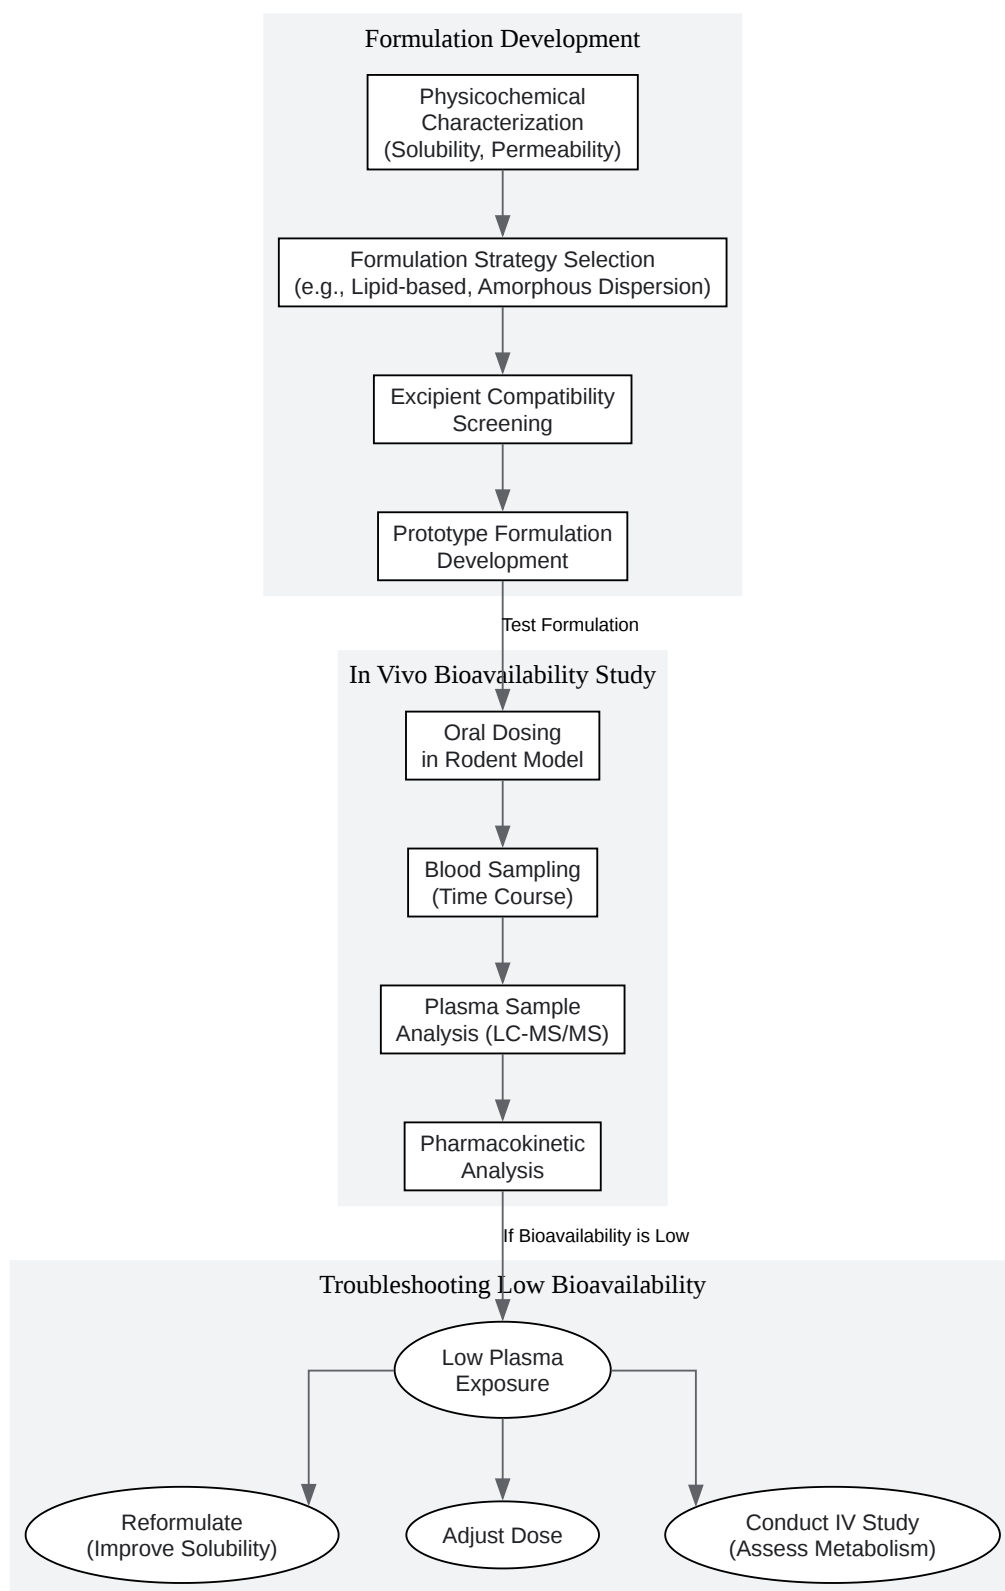 Formulation Development
Physicochemical
Characterization
(Solubility, Permeability)
Formulation Strategy Selection
(e.g., Lipid-based, Amorphous Dispersion)
Excipient Compatibility
Screening
Prototype Formulation
Development
Test Formulation
In Vivo Bioavailability Study
Oral Dosing
in Rodent Model
Blood Sampling
(Time Course)
Plasma Sample
Analysis (LC-MS/MS)
Pharmacokinetic
Analysis
If Bioavailability is Low
Troubleshooting Low Bioavailability
Low Plasma
Exposure
Reformulate
(Improve Solubility)
Adjust Dose
Conduct IV Study
(Assess Metabolism)